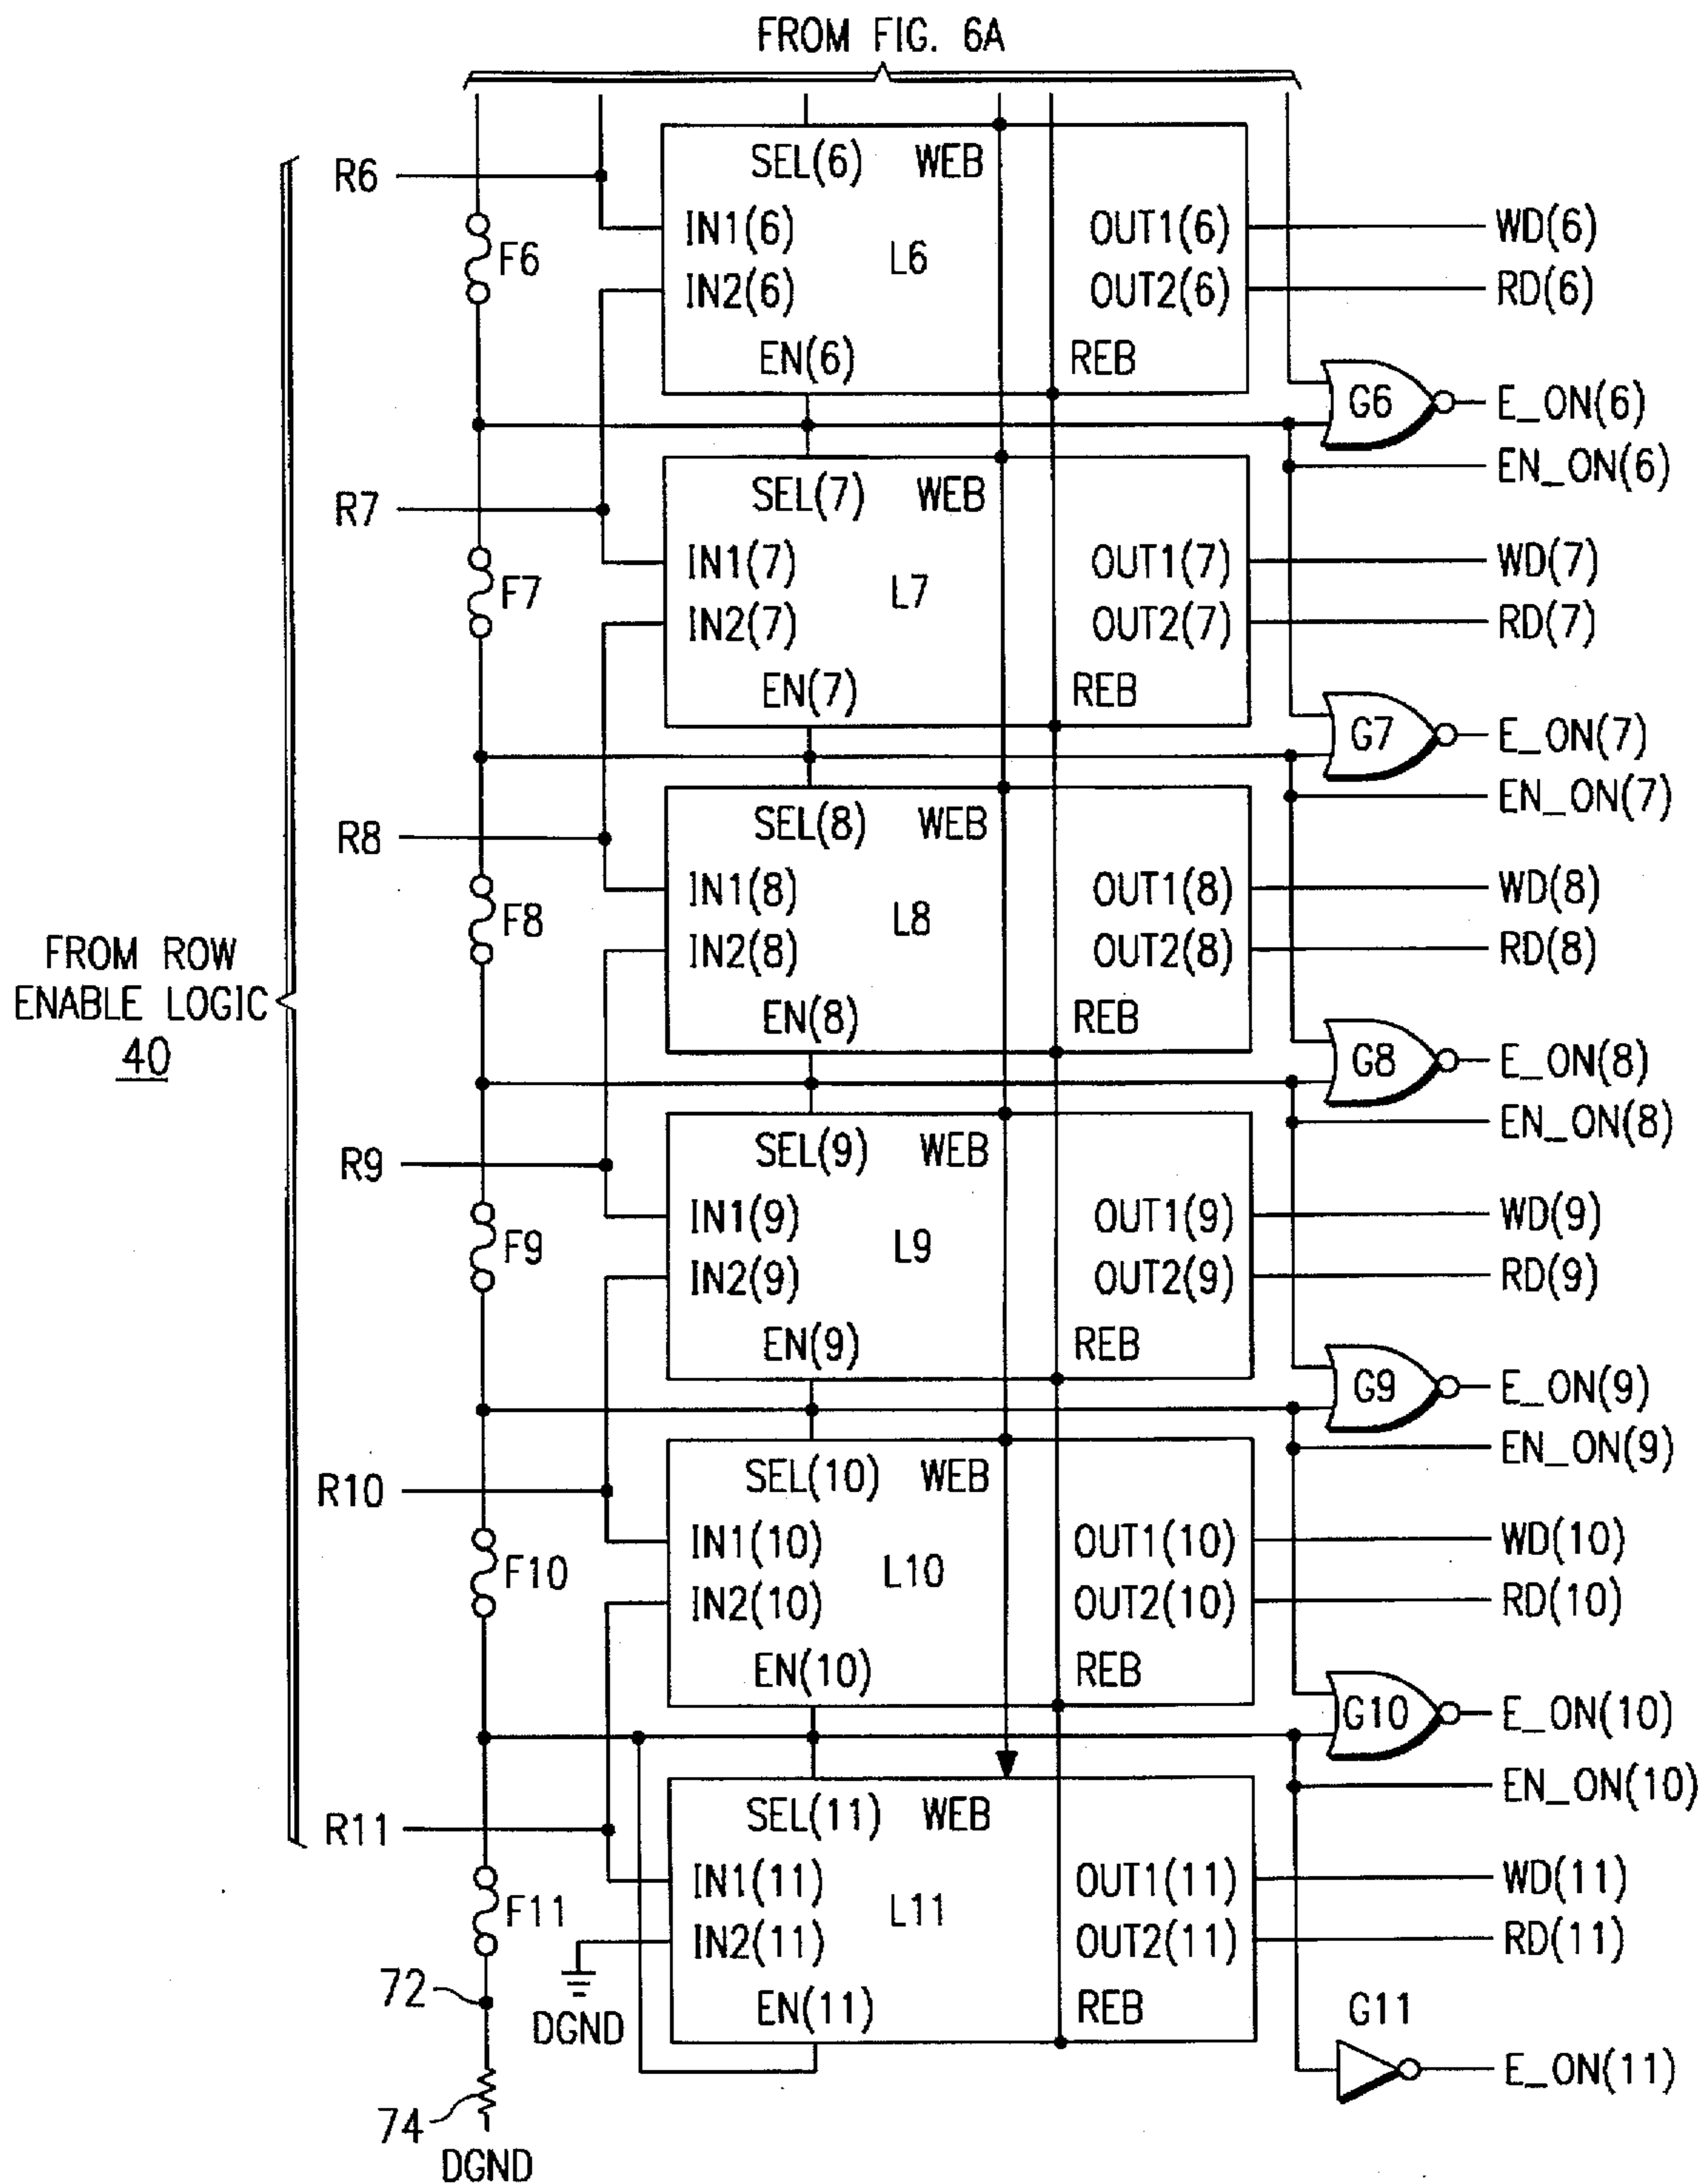 FROM FIG. 6A
R6
F6
SEL(6) WEB
IN1(6) L6 OUT1(6)
IN2(6) OUT2(6)
EN(6) REB
WD(6)
RD(6)
G6 E_ON(6)
EN_ON(6)
R7
F7
SEL(7) WEB
IN1(7) L7 OUT1(7)
IN2(7) OUT2(7)
EN(7) REB
WD(7)
RD(7)
G7 E_ON(7)
EN_ON(7)
R8
F8
SEL(8) WEB
IN1(8) L8 OUT1(8)
IN2(8) OUT2(8)
EN(8) REB
WD(8)
RD(8)
FROM ROW
ENABLE LOGIC
40
G8 E_ON(8)
EN_ON(8)
R9
F9
SEL(9) WEB
IN1(9) L9 OUT1(9)
IN2(9) OUT2(9)
EN(9) REB
WD(9)
RD(9)
G9 E_ON(9)
EN_ON(9)
R10
F10
SEL(10) WEB
IN1(10) L10 OUT1(10)
IN2(10) OUT2(10)
EN(10) REB
WD(10)
RD(10)
G10 E_ON(10)
EN_ON(10)
R11
F11
SEL(11) WEB
IN1(11) L11 OUT1(11)
IN2(11) OUT2(11)
EN(11) REB
WD(11)
RD(11)
72
DGND
G11
E_ON(11)
74
DGND